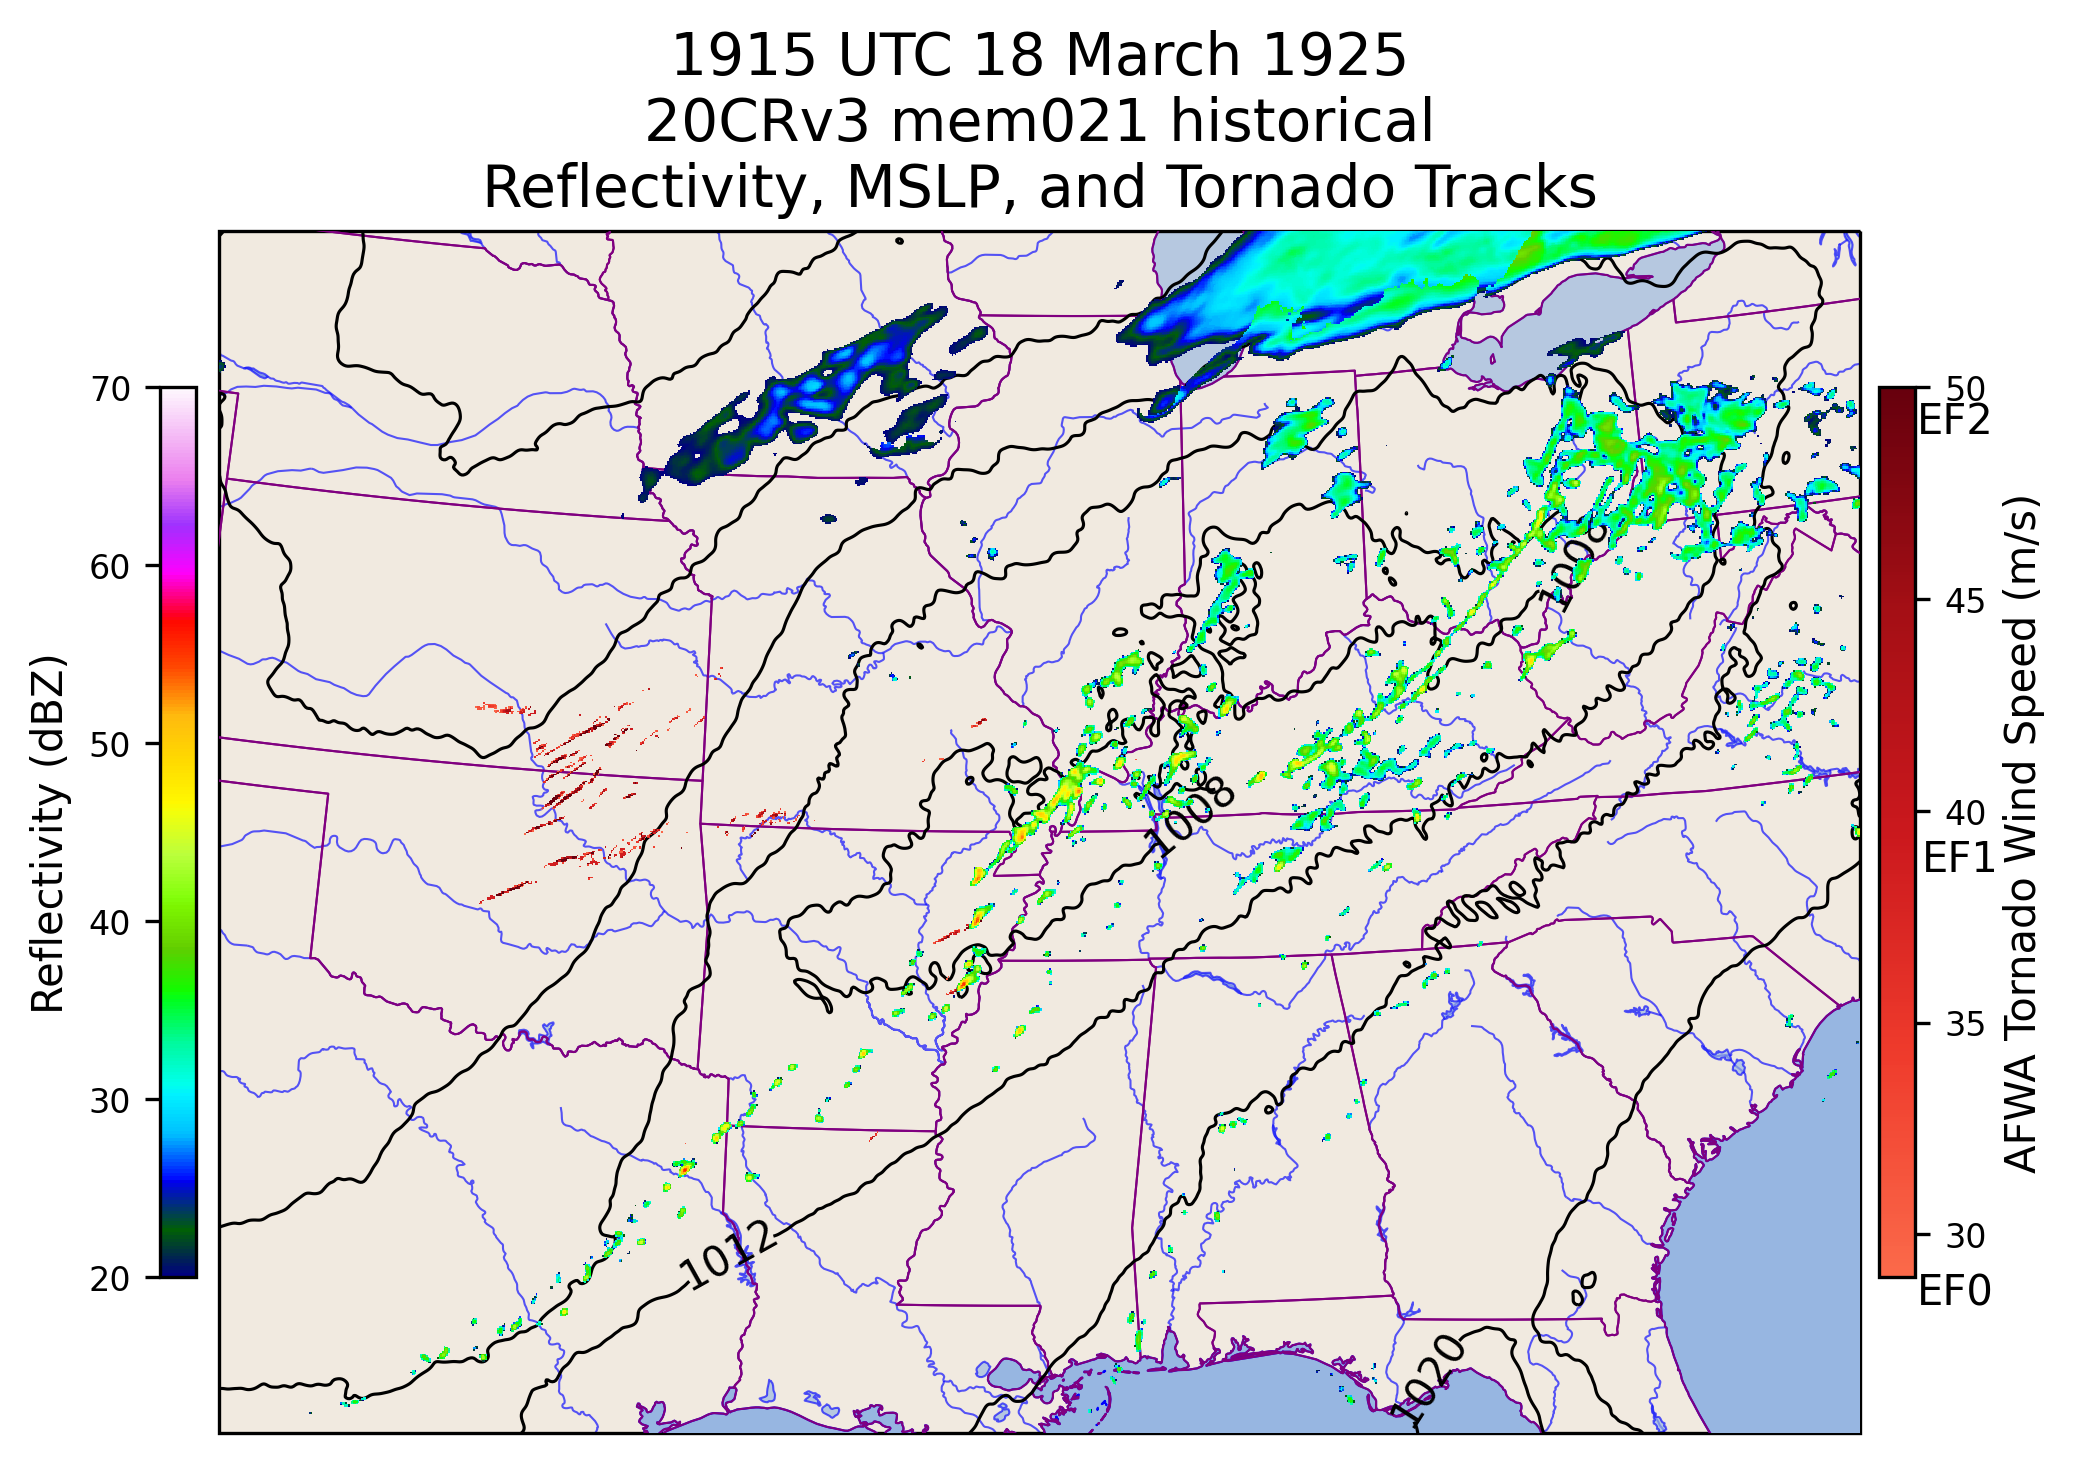 1915 UTC 18 March 1925
20CRv3 mem021 historical
Reflectivity, MSLP, and Tornado Tracks
70
60
50
40
30
20
Reflectivity (dBZ)
1008
1008
1012
1020
50
EF2
45
40
EF1
35
30
EF0
AFWA Tornado Wind Speed (m/s)